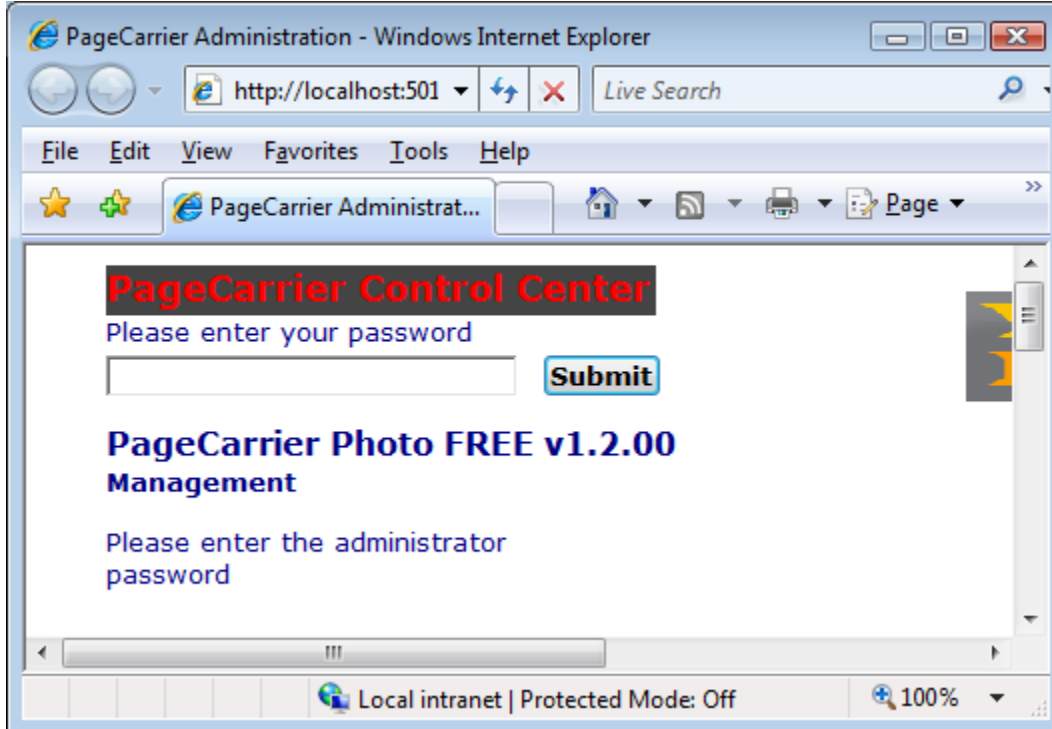 PageCarrier Administration - Windows Internet Explorer
http://localhost:501 Live Search
File Edit View Favorites Tools Help
PageCarrier Administrat... Page
PageCarrier Control Center
Please enter your password
Submit
PageCarrier Photo FREE v1.2.00
Management
Please enter the administrator
password
Local intranet | Protected Mode: Off 100%